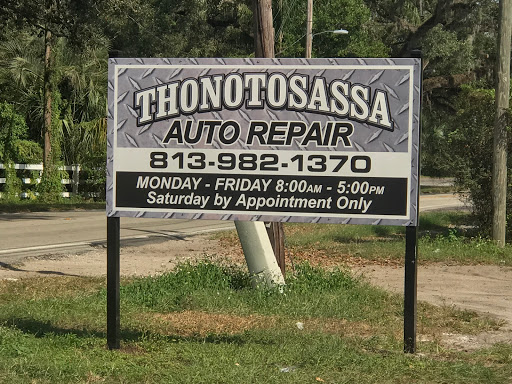 THONOTOSASSA
AUTO REPAIR
813-982-1370
MONDAY - FRIDAY 8:00AM - 5:00PM
Saturday by Appointment Only